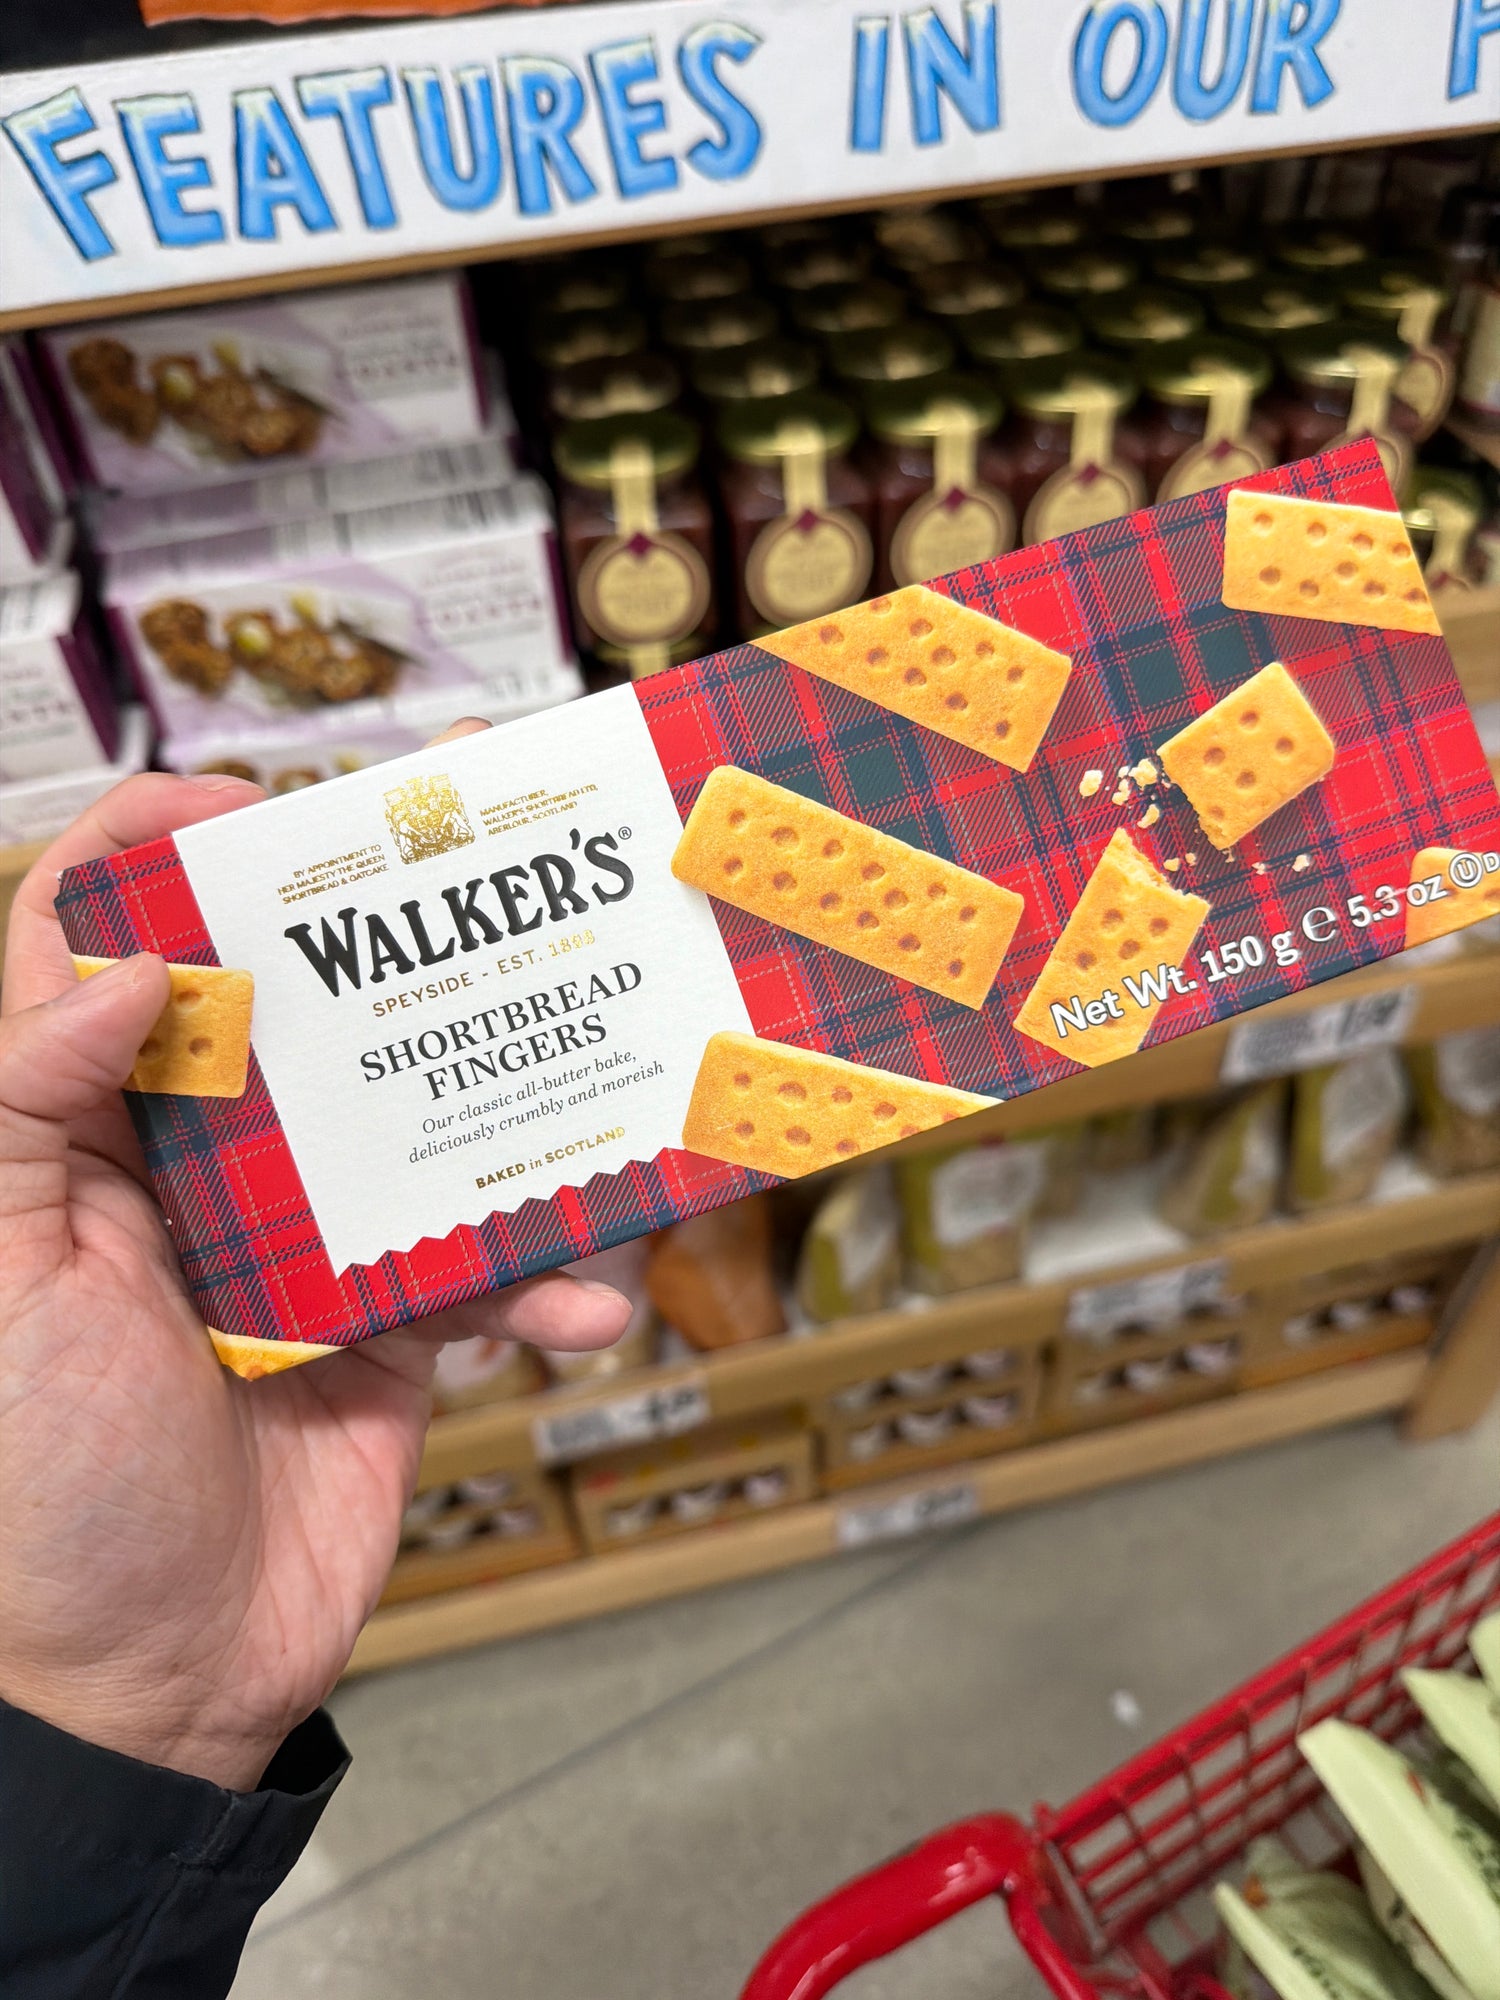 FEATURES IN OUR F
BY APPOINTMENT TO
HER MAJESTY THE QUEEN
SHORTBREAD & OATCAKE
MANUFACTURER,
WALKER'S SHORTBREAD LTD,
ABERLOUR, SCOTLAND
WALKER'S®
SPEYSIDE - EST. 1898
SHORTBREAD
FINGERS
Our classic all-butter bake,
deliciously crumbly and moreish
BAKED in SCOTLAND
Net Wt. 150 g ℮ 5.3 oz ⓊD